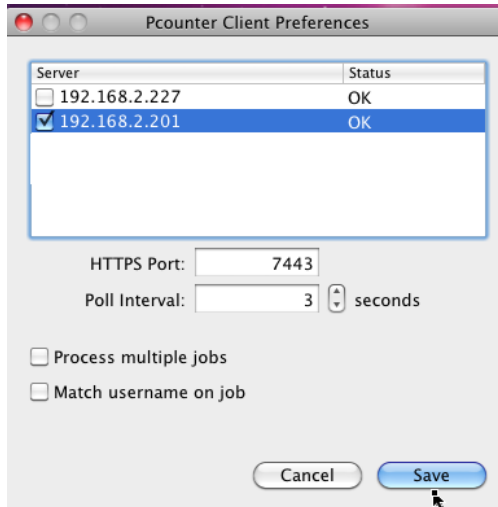 Pcounter Client Preferences
Server Status
192.168.2.227 OK
192.168.2.201 OK
HTTPS Port: 7443
Poll Interval: 3 seconds
Process multiple jobs
Match username on job
Cancel Save